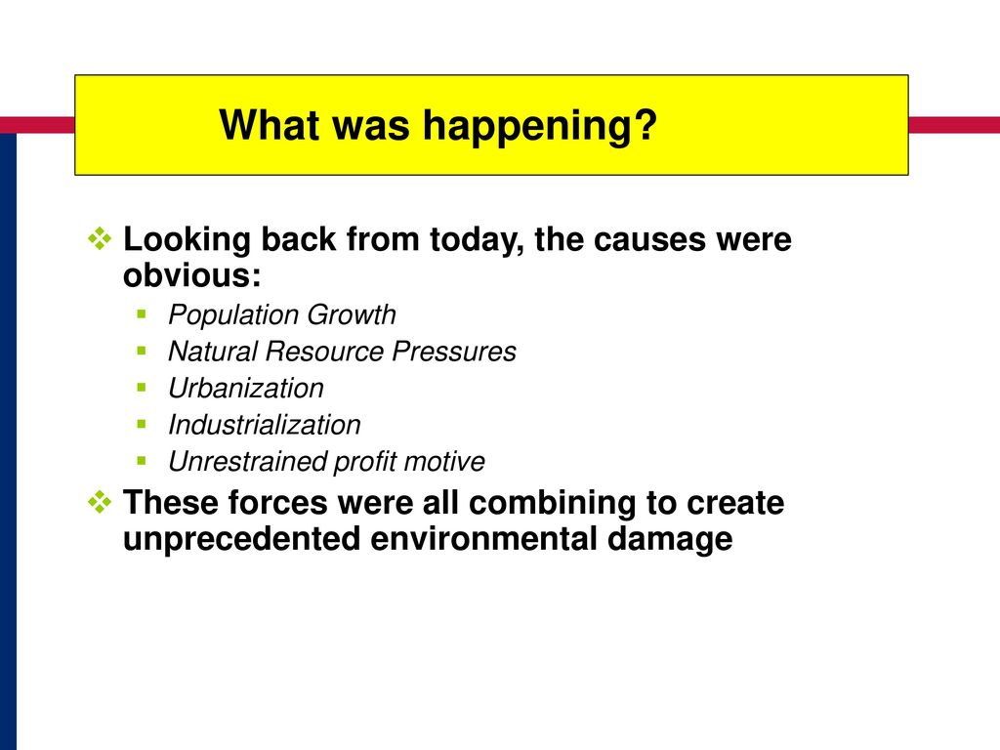 What was happening?
Looking back from today, the causes were
obvious:
Population Growth
Natural Resource Pressures
Urbanization
Industrialization
Unrestrained profit motive
These forces were all combining to create
unprecedented environmental damage